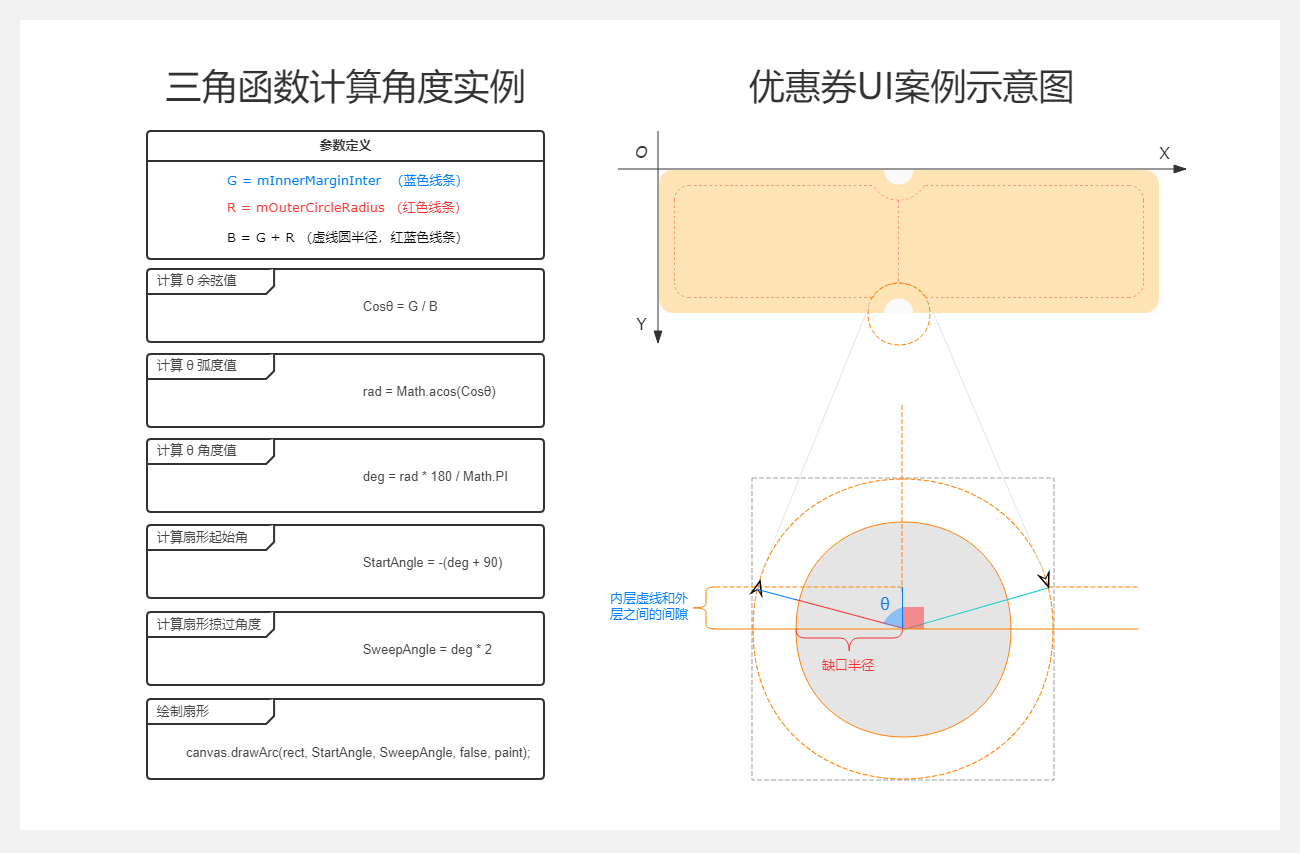 三角函数计算角度实例
参数定义
G = mInnerMarginInter （蓝色线条）
R = mOuterCircleRadius （红色线条）
B = G + R （虚线圆半径，红蓝色线条）
计算 θ 余弦值
Cosθ = G / B
计算 θ 弧度值
rad = Math.acos(Cosθ)
计算 θ 角度值
deg = rad * 180 / Math.PI
计算扇形起始角
StartAngle = -(deg + 90)
计算扇形掠过角度
SweepAngle = deg * 2
绘制扇形
canvas.drawArc(rect, StartAngle, SweepAngle, false, paint);
优惠券UI案例示意图
O
X
Y
内层虚线和外
层之间的间隙
θ
缺口半径